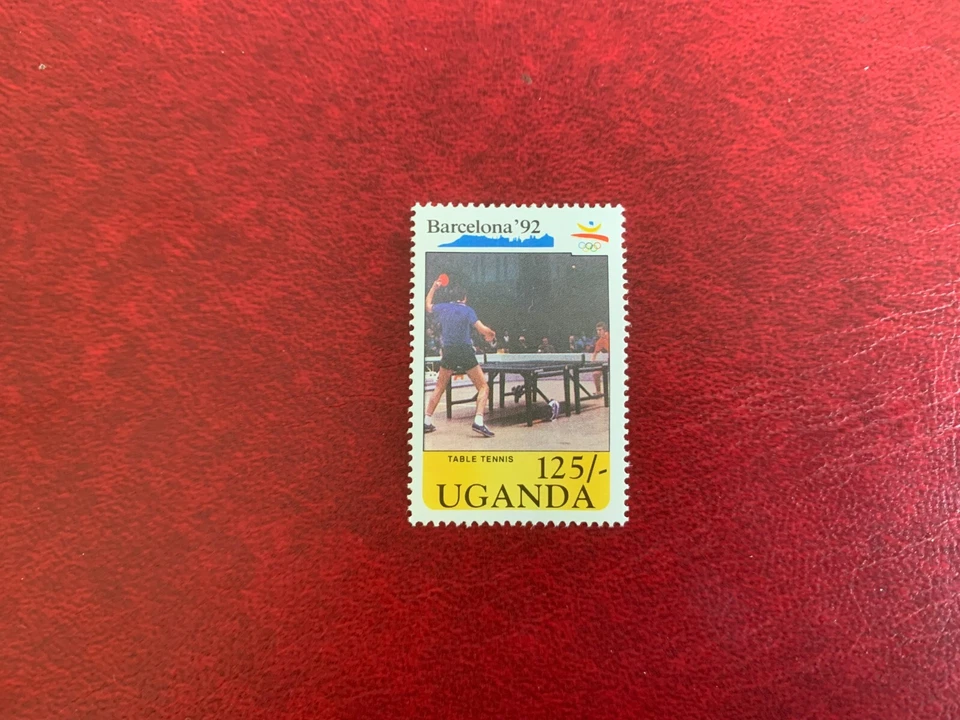 Barcelona '92
TABLE TENNIS
125/-
UGANDA